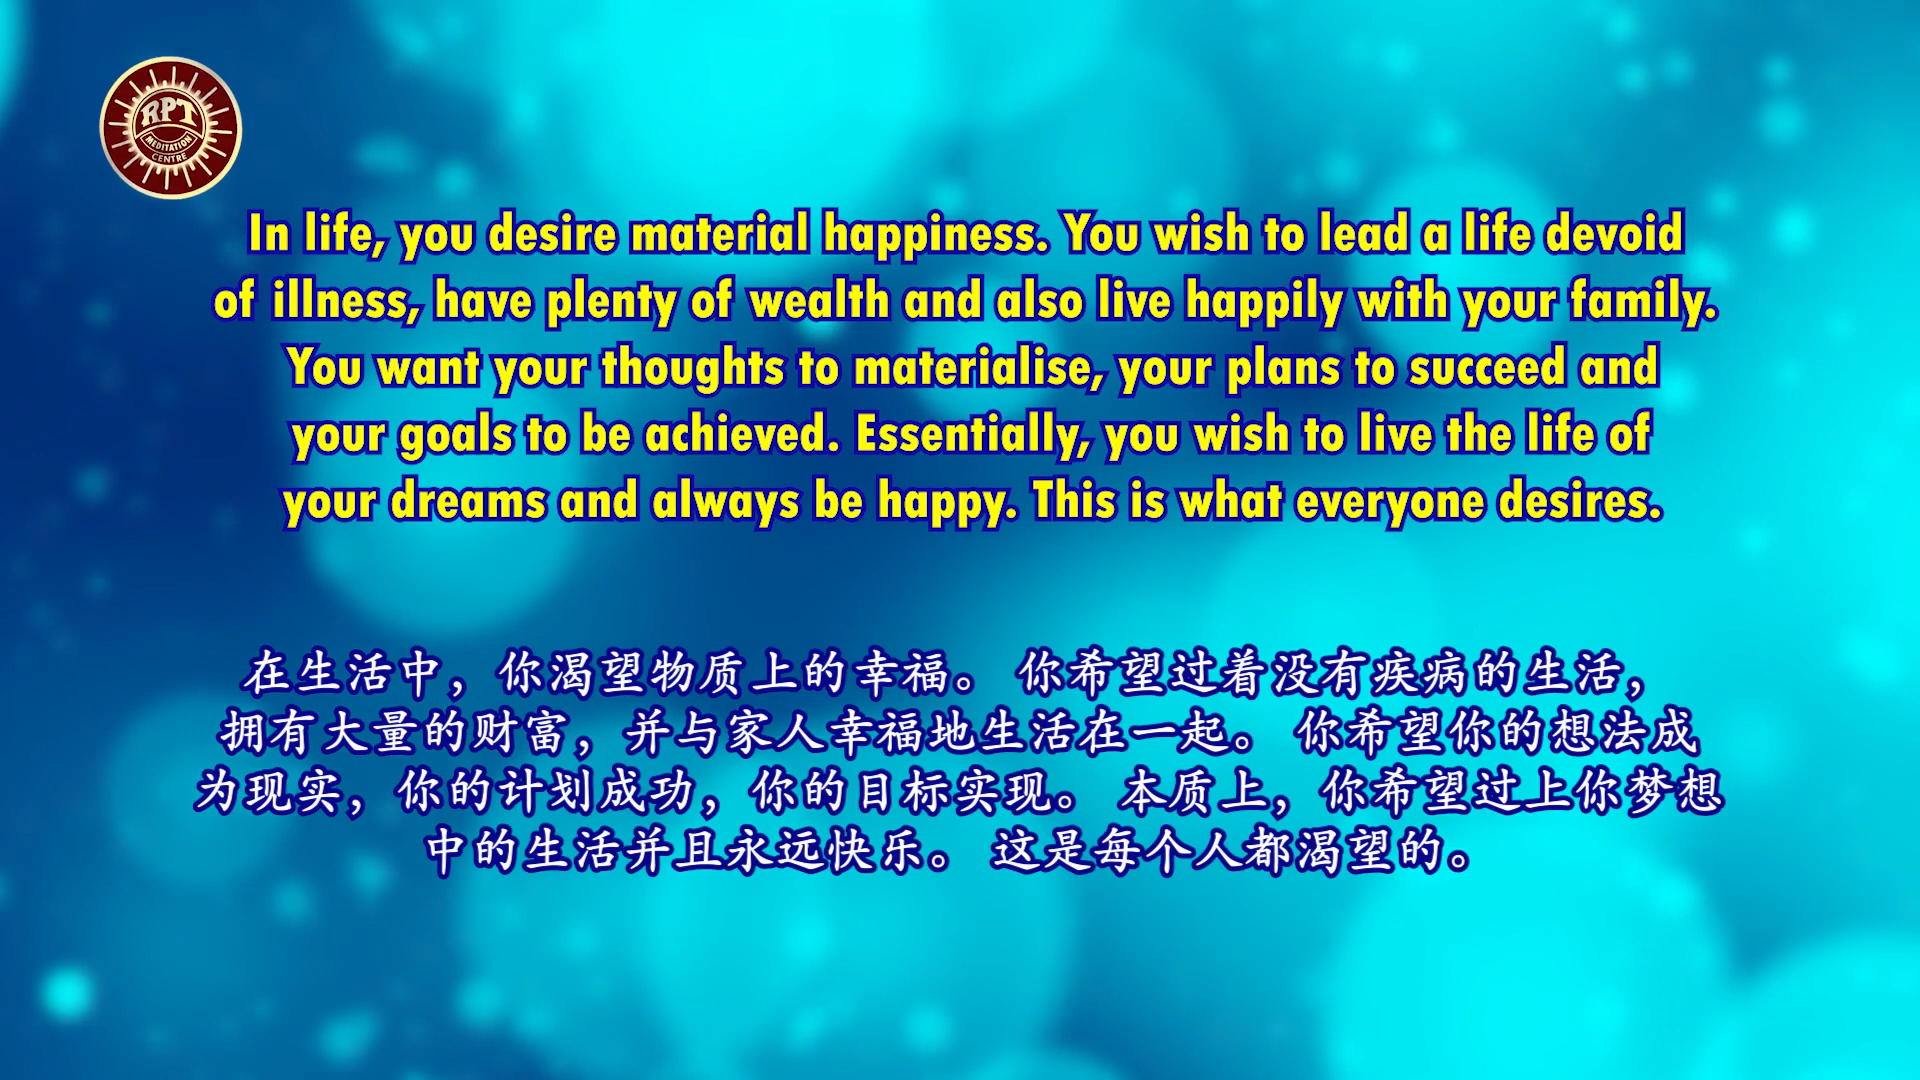 RPT
MEDITATION
CENTRE
In life, you desire material happiness. You wish to lead a life devoid
of illness, have plenty of wealth and also live happily with your family.
You want your thoughts to materialise, your plans to succeed and
your goals to be achieved. Essentially, you wish to live the life of
your dreams and always be happy. This is what everyone desires.
在生活中，你渴望物质上的幸福。 你希望过着没有疾病的生活，
拥有大量的财富，并与家人幸福地生活在一起。 你希望你的想法成
为现实，你的计划成功，你的目标实现。 本质上，你希望过上你梦想
中的生活并且永远快乐。 这是每个人都渴望的。